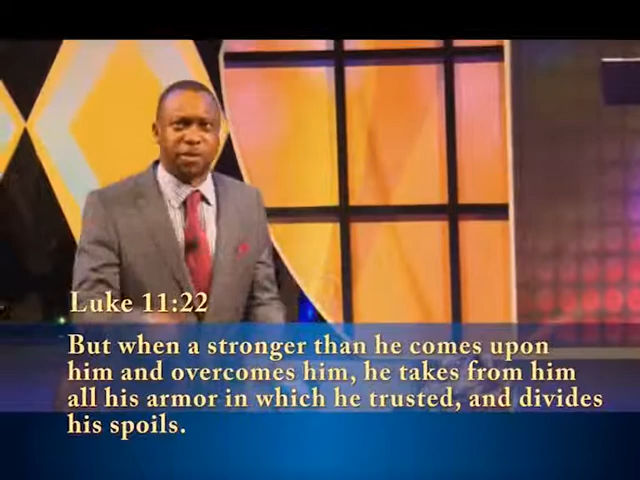 Luke 11:22
But when a stronger than he comes upon
him and overcomes him, he takes from him
all his armor in which he trusted, and divides
his spoils.